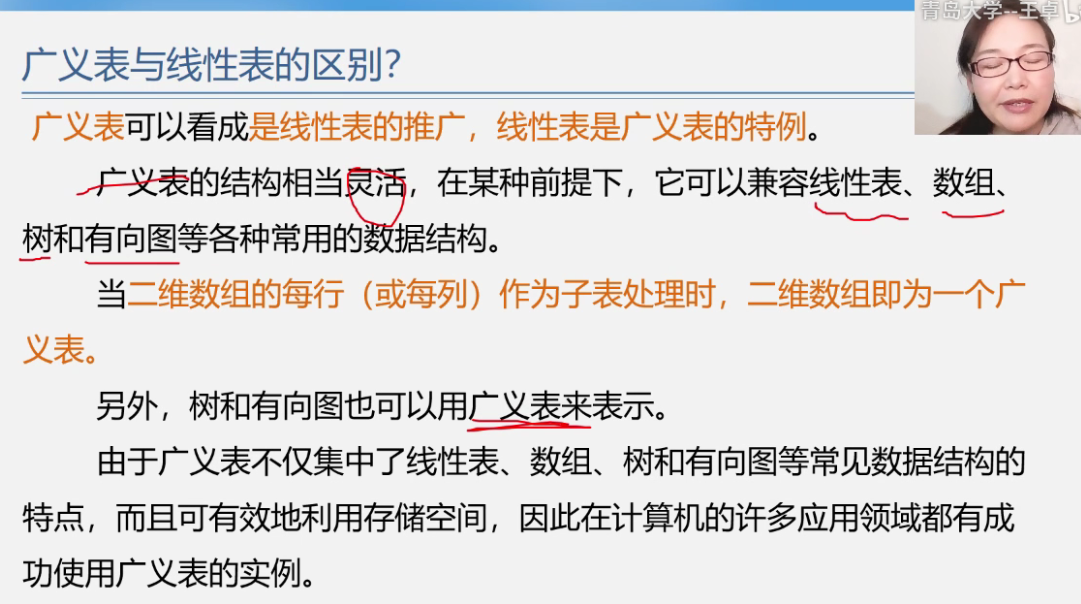 青岛大学--王卓
广义表与线性表的区别？
广义表可以看成是线性表的推广，线性表是广义表的特例。
广义表的结构相当灵活，在某种前提下，它可以兼容线性表、数组、
树和有向图等各种常用的数据结构。
当二维数组的每行（或每列）作为子表处理时，二维数组即为一个广
义表。
另外，树和有向图也可以用广义表来表示。
由于广义表不仅集中了线性表、数组、树和有向图等常见数据结构的
特点，而且可有效地利用存储空间，因此在计算机的许多应用领域都有成
功使用广义表的实例。